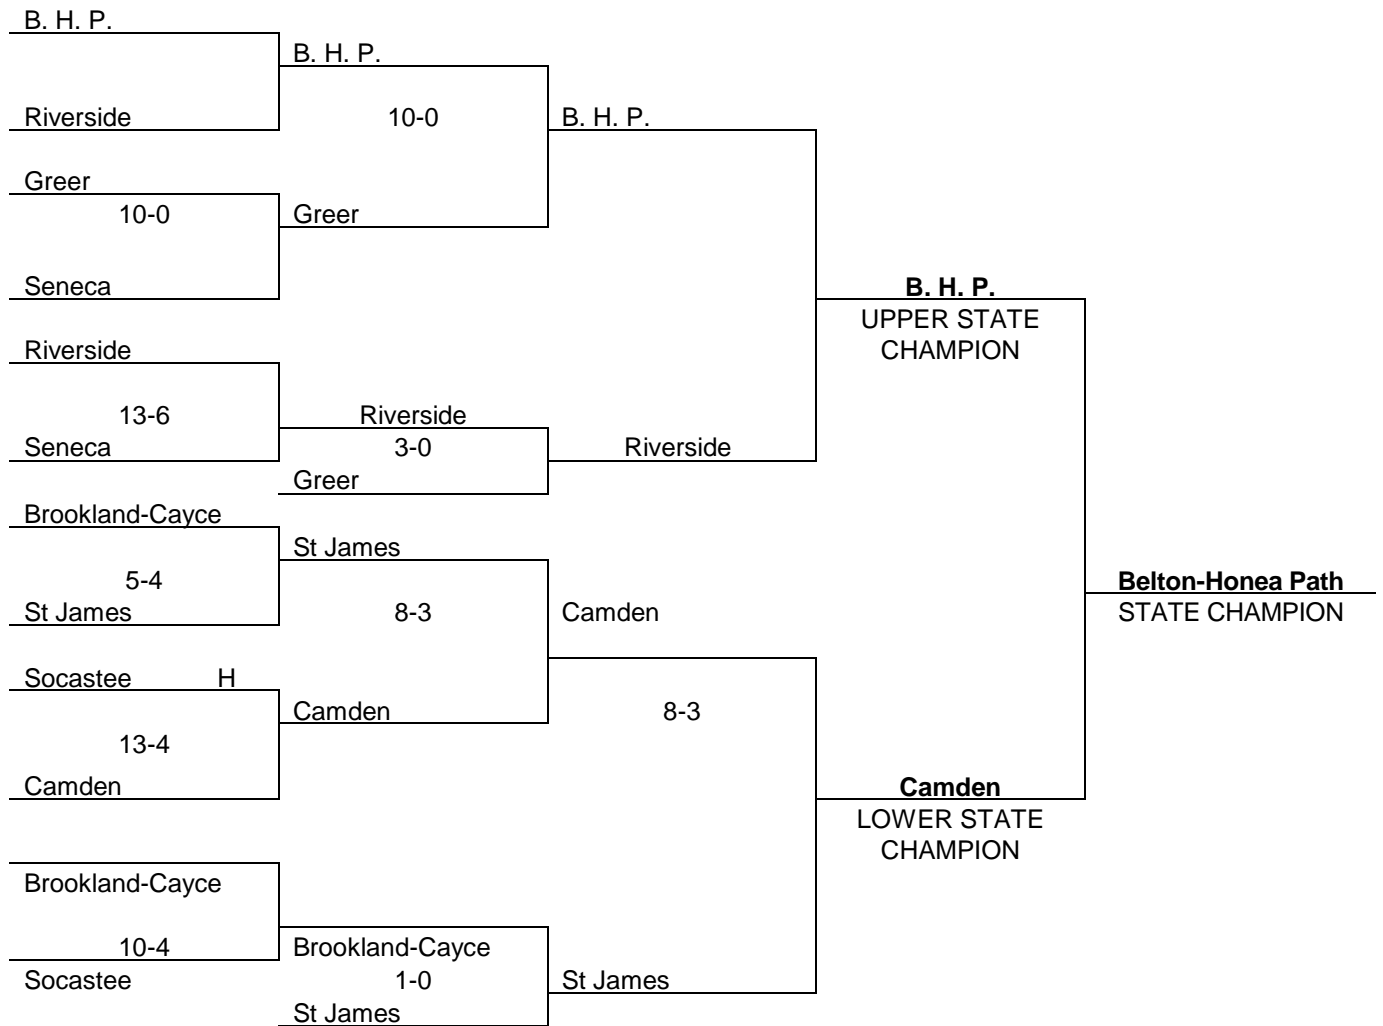 B. H. P.
B. H. P.
Riverside
10-0
B. H. P.
Greer
10-0
Greer
Seneca
B. H. P.
UPPER STATE
CHAMPION
Riverside
13-6
Riverside
Seneca
3-0
Riverside
Greer
Brookland-Cayce
St James
5-4
Belton-Honea Path
St James
8-3
Camden
STATE CHAMPION
Socastee H
Camden
8-3
13-4
Camden
Camden
LOWER STATE
CHAMPION
Brookland-Cayce
10-4
Brookland-Cayce
Socastee
1-0
St James
St James